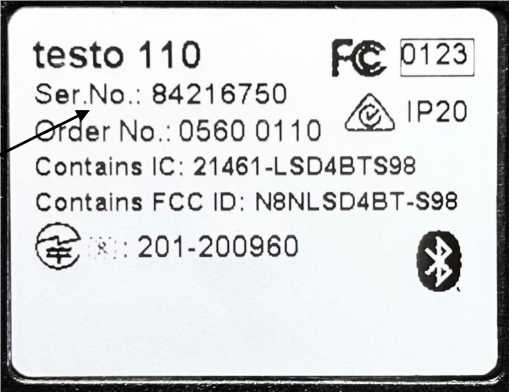 testo 110
FC 0123
Ser.No.: 84216750
IP20
Order No.: 0560 0110
Contains IC: 21461-LSD4BTS98
Contains FCC ID: N8NLSD4BT-S98
R: 201-200960